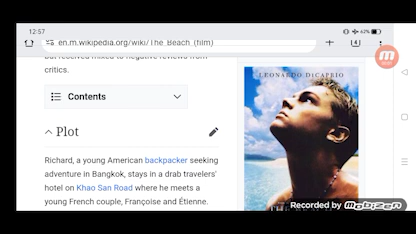 12:57
62%
en.m.wikipedia.org/wiki/The_Beach_(film)
but received mixed to negative reviews from
critics.
Contents
Plot
Richard, a young American backpacker seeking
adventure in Bangkok, stays in a drab travelers'
hotel on Khao San Road where he meets a
young French couple, Françoise and Étienne.
LEONARDO DICAPRIO
Recorded by mobizen